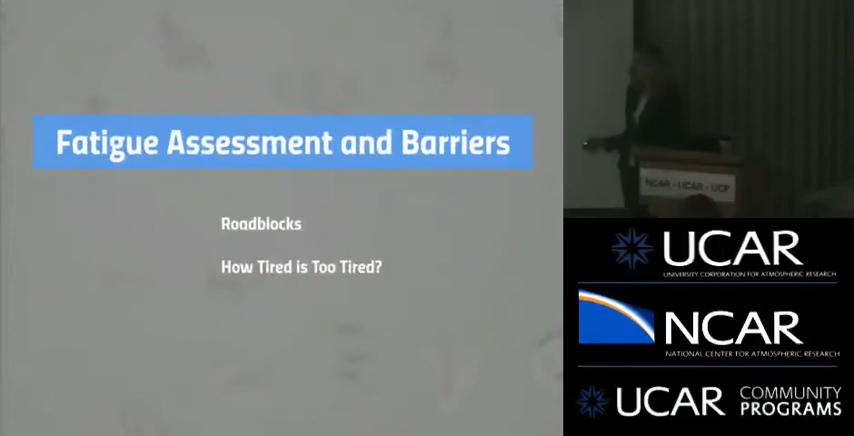 Fatigue Assessment and Barriers
Roadblocks
How Tired is Too Tired?
NCAR - UCAR - UCP
UCAR
UNIVERSITY CORPORATION FOR ATMOSPHERIC RESEARCH
NCAR
NATIONAL CENTER FOR ATMOSPHERIC RESEARCH
UCAR COMMUNITY PROGRAMS